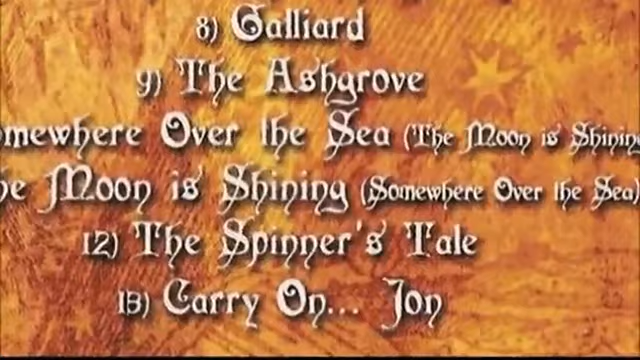 8) Galliard
9) The Ashgrove
omewhere Over the Sea (The Moon is Shining
he Moon is Shining (Somewhere Over the Sea)
12) The Spinner's Tale
13) Carry On... Jon